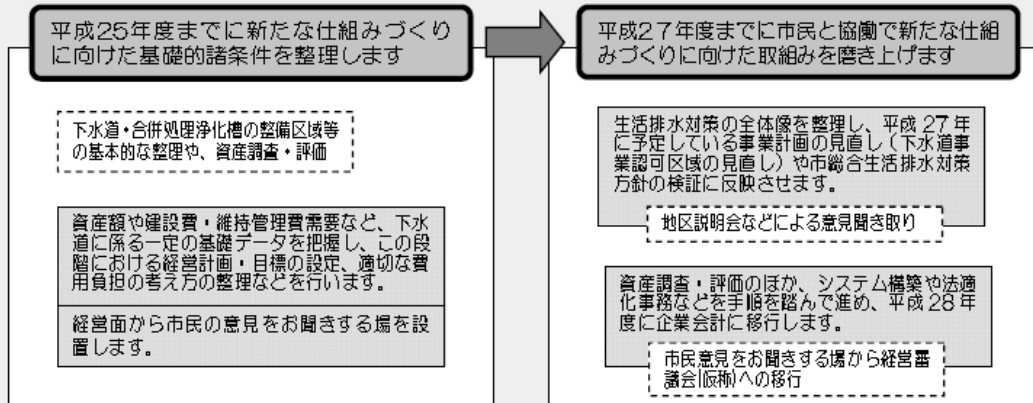 平成25年度までに新たな仕組みづくり
に向けた基礎的諸条件を整理します
下水道・合併処理浄化槽の整備区域等
の基本的な整理や、資産調査・評価
資産額や建設費・維持管理費需要など、下水
道に係る一定の基礎データを把握し、この段
階における経営計画・目標の設定、適切な費
用負担の考え方の整理などを行います。
経営面から市民の意見をお聞きする場を設
置します。
平成27年度までに市民と協働で新たな仕組
みづくりに向けた取組みを磨き上げます
生活排水対策の全体像を整理し、平成27年
に予定している事業計画の見直し（下水道事
業認可区域の見直し）や市総合生活排水対策
方針の検証に反映させます。
地区説明会などによる意見聞き取り
資産調査・評価のほか、システム構築や法適
化事務などを手順を踏んで進め、平成28年
度に企業会計に移行します。
市民意見をお聞きする場から経営審
議会(仮称)への移行